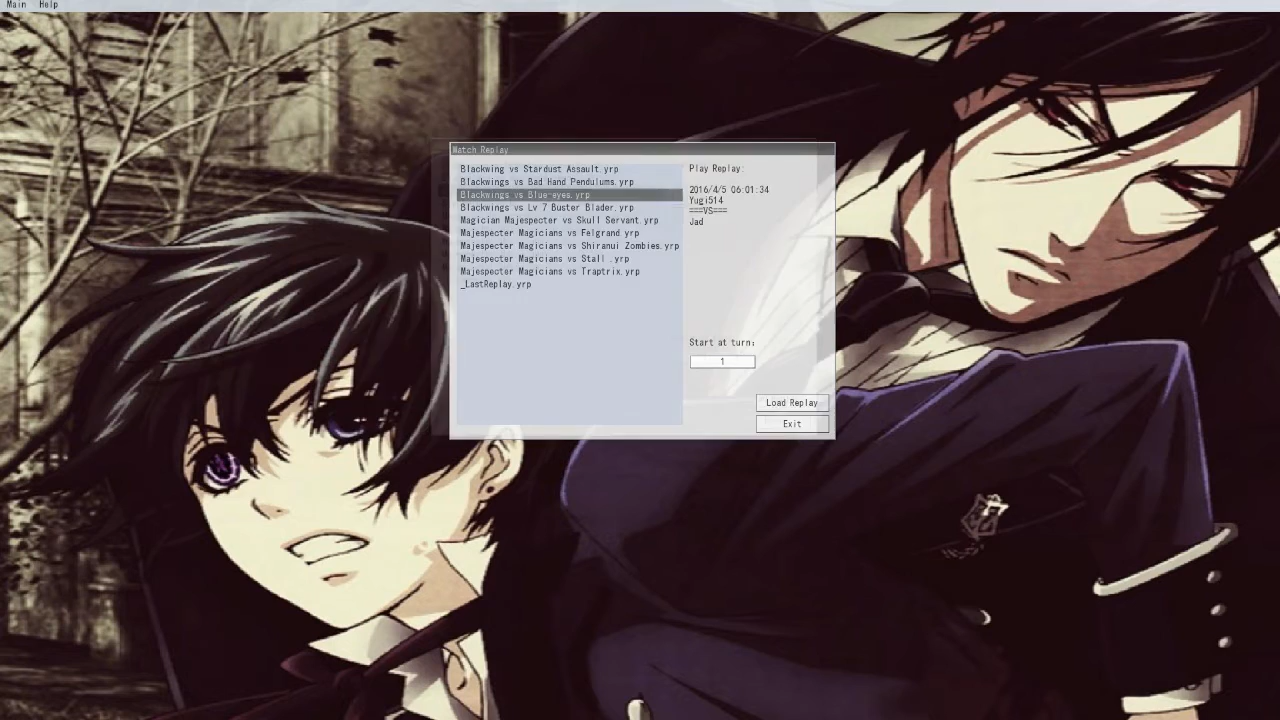 Main Help
Watch Replay
Blackwing vs Stardust Assault.yrp
Blackwings vs Bad Hand Pendulums.yrp
Blackwings vs Blue-eyes.yrp
Blackwings vs Lv 7 Buster Blader.yrp
Magician Majespecter vs Skull Servant.yrp
Majespecter Magicians vs Felgrand yrp
Majespecter Magicians vs Shiranui Zombies.yrp
Majespecter Magicians vs Stall .yrp
Majespecter Magicians vs Traptrix.yrp
_LastReplay.yrp
Play Replay:
2016/4/5 06:01:34
Yugi514
===VS===
Jad
Start at turn:
1
Load Replay
Exit